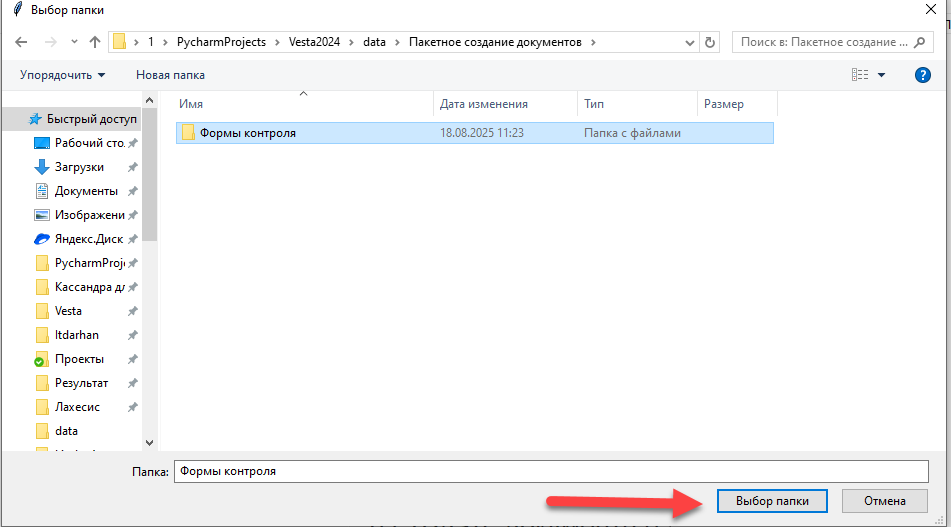 Выбор папки
1 > PycharmProjects > Vesta2024 > data > Пакетное создание документов >
Поиск в: Пакетное создание ...
Упорядочить
Новая папка
?
Имя
Дата изменения
Тип
Размер
Формы контроля
18.08.2025 11:23
Папка с файлами
Быстрый доступ
Рабочий сто
Загрузки
Документы
Изображени
Яндекс.Диск
PycharmProj
Кассандра дл
Vesta
Itdarhan
Проекты
Результат
Лахесис
data
Папка:
Формы контроля
Выбор папки
Отмена